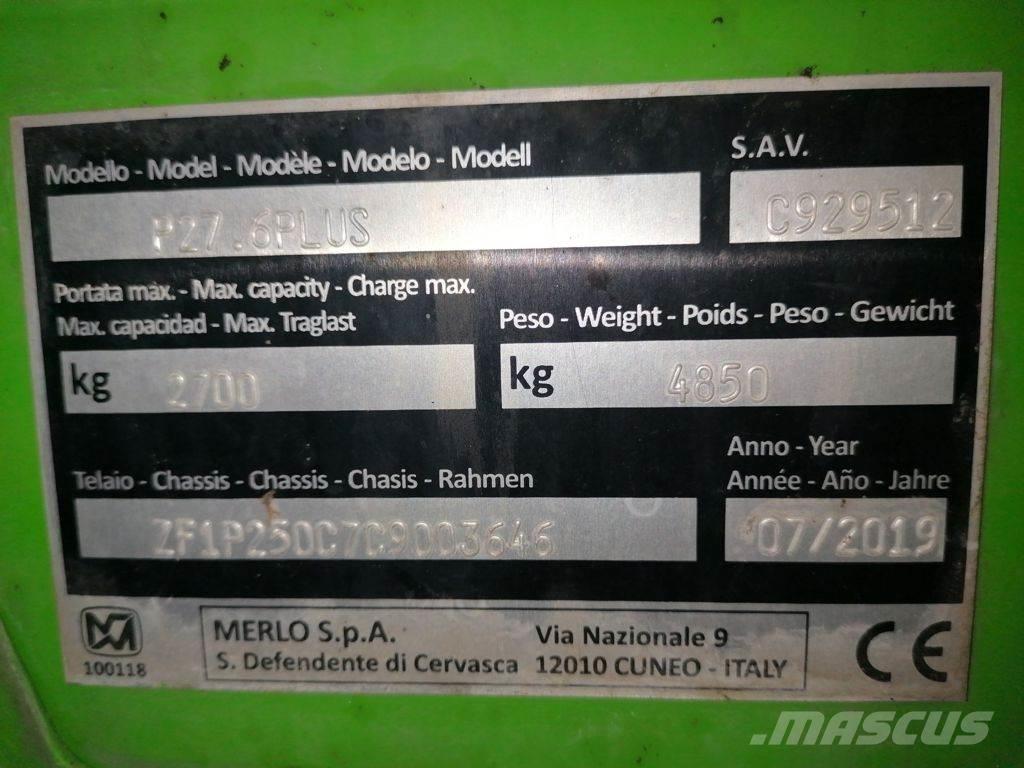 Modello - Model - Modèle - Modelo - Modell
S.A.V.
P27.6PLUS
C929512
Portata max. - Max. capacity - Charge max.
Max. capacidad - Max. Traglast
Peso - Weight - Poids - Peso - Gewicht
kg 2700
kg 4850
Telaio - Chassis - Chassis - Chasis - Rahmen
Anno - Year
Année - Año - Jahre
ZF1P250C7C9003646
07/2019
100118
MERLO S.p.A.
S. Defendente di Cervasca
Via Nazionale 9
12010 CUNEO - ITALY
CE
.MASCUS